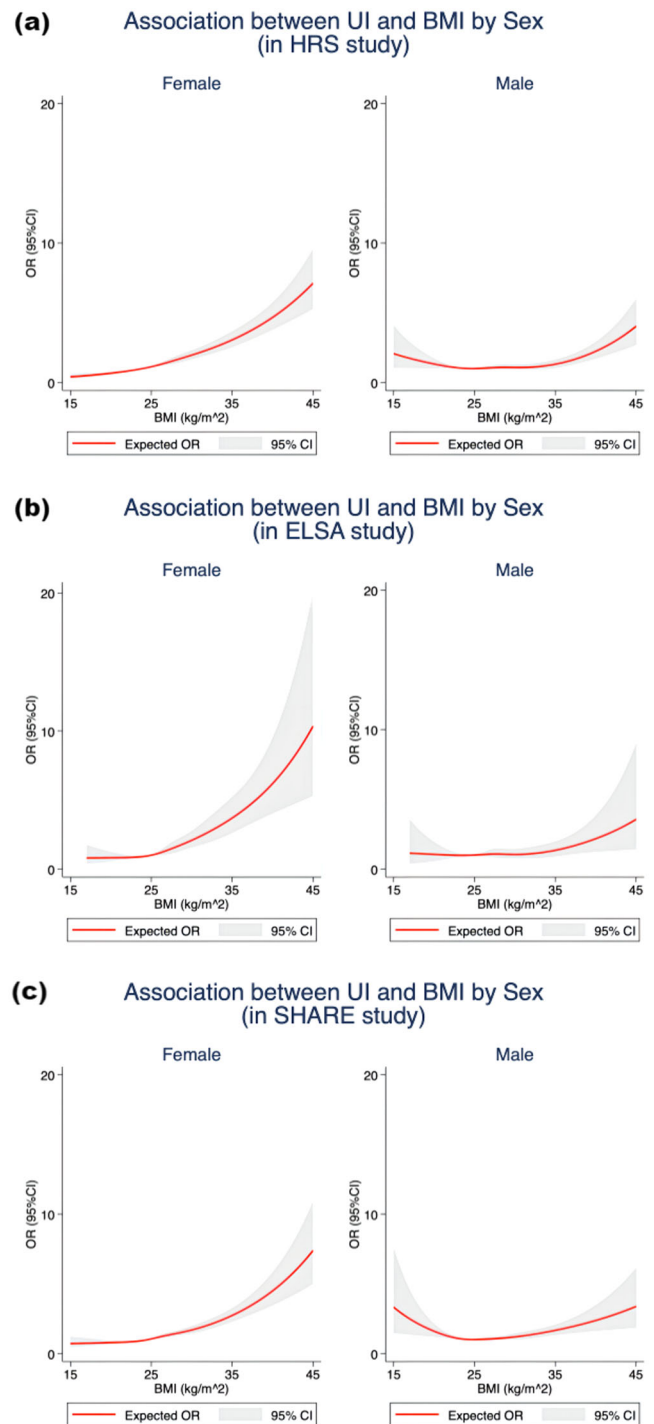 (a)
Association between UI and BMI by Sex
(in HRS study)
Female
Male
20
10
0
OR (95%CI)
15
25
35
45
BMI (kg/m^2)
20
10
0
OR (95%CI)
15
25
35
45
BMI (kg/m^2)
Expected OR
95% CI
Expected OR
95% CI
(b)
Association between UI and BMI by Sex
(in ELSA study)
Female
Male
20
10
0
OR (95%CI)
15
25
35
45
BMI (kg/m^2)
20
10
0
OR (95%CI)
15
25
35
45
BMI (kg/m^2)
Expected OR
95% CI
Expected OR
95% CI
(c)
Association between UI and BMI by Sex
(in SHARE study)
Female
Male
20
10
0
OR (95%CI)
15
25
35
45
BMI (kg/m^2)
20
10
0
OR (95%CI)
15
25
35
45
BMI (kg/m^2)
Expected OR
95% CI
Expected OR
95% CI